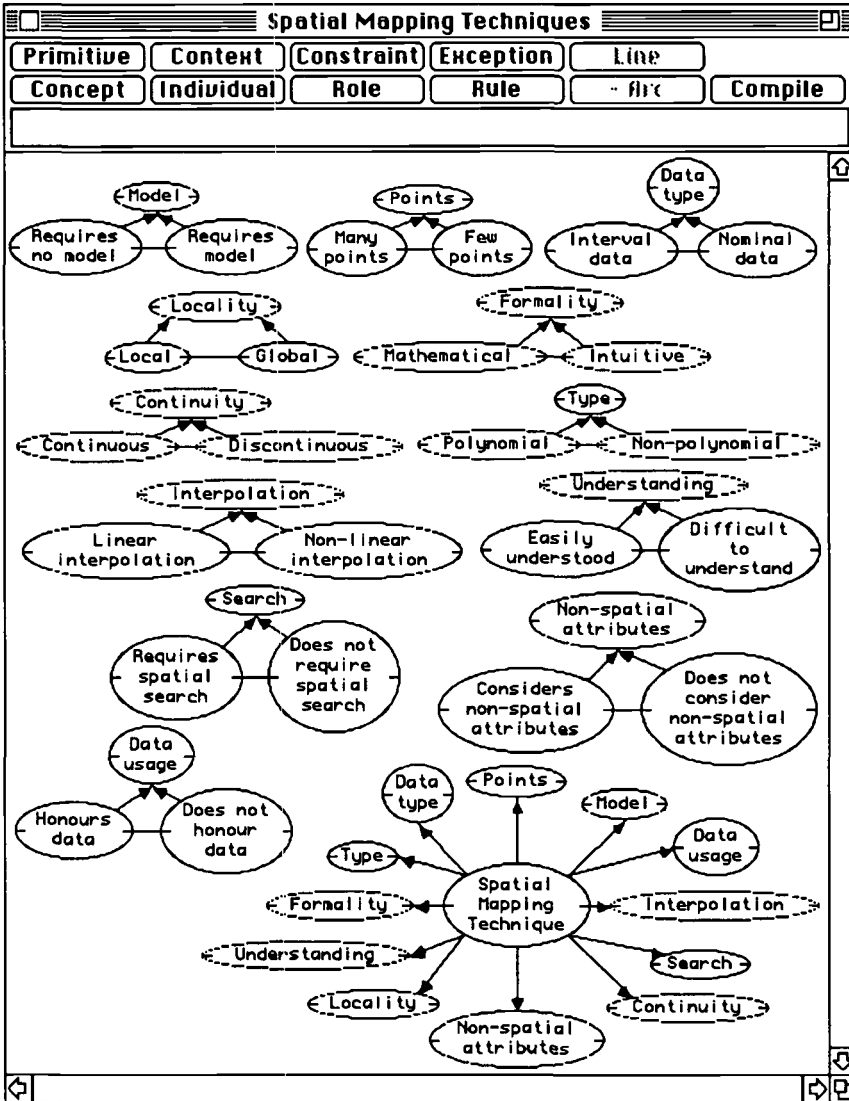 Spatial Mapping Techniques
Primitive Context Constraint Exception Line
Concept Individual Role Rule Arc Compile
Model
Requires
no model
Requires
model
Points
Many
points
Few
points
Data
type
Interval
data
Nominal
data
Locality
Local
Global
Formality
Mathematical
Intuitive
Continuity
Continuous
Discontinuous
Type
Polynomial
Non-polynomial
Interpolation
Linear
interpolation
Non-linear
interpolation
Understanding
Easily
understood
Difficult
to
understand
Search
Requires
spatial
search
Does not
require
spatial
search
Non-spatial
attributes
Considers
non-spatial
attributes
Does not
consider
non-spatial
attributes
Data
usage
Honours
data
Does not
honour
data
Data
type
Points
Model
Data
usage
Type
Spatial
Mapping
Technique
Formality
Interpolation
Understanding
Search
Locality
Continuity
Non-spatial
attributes